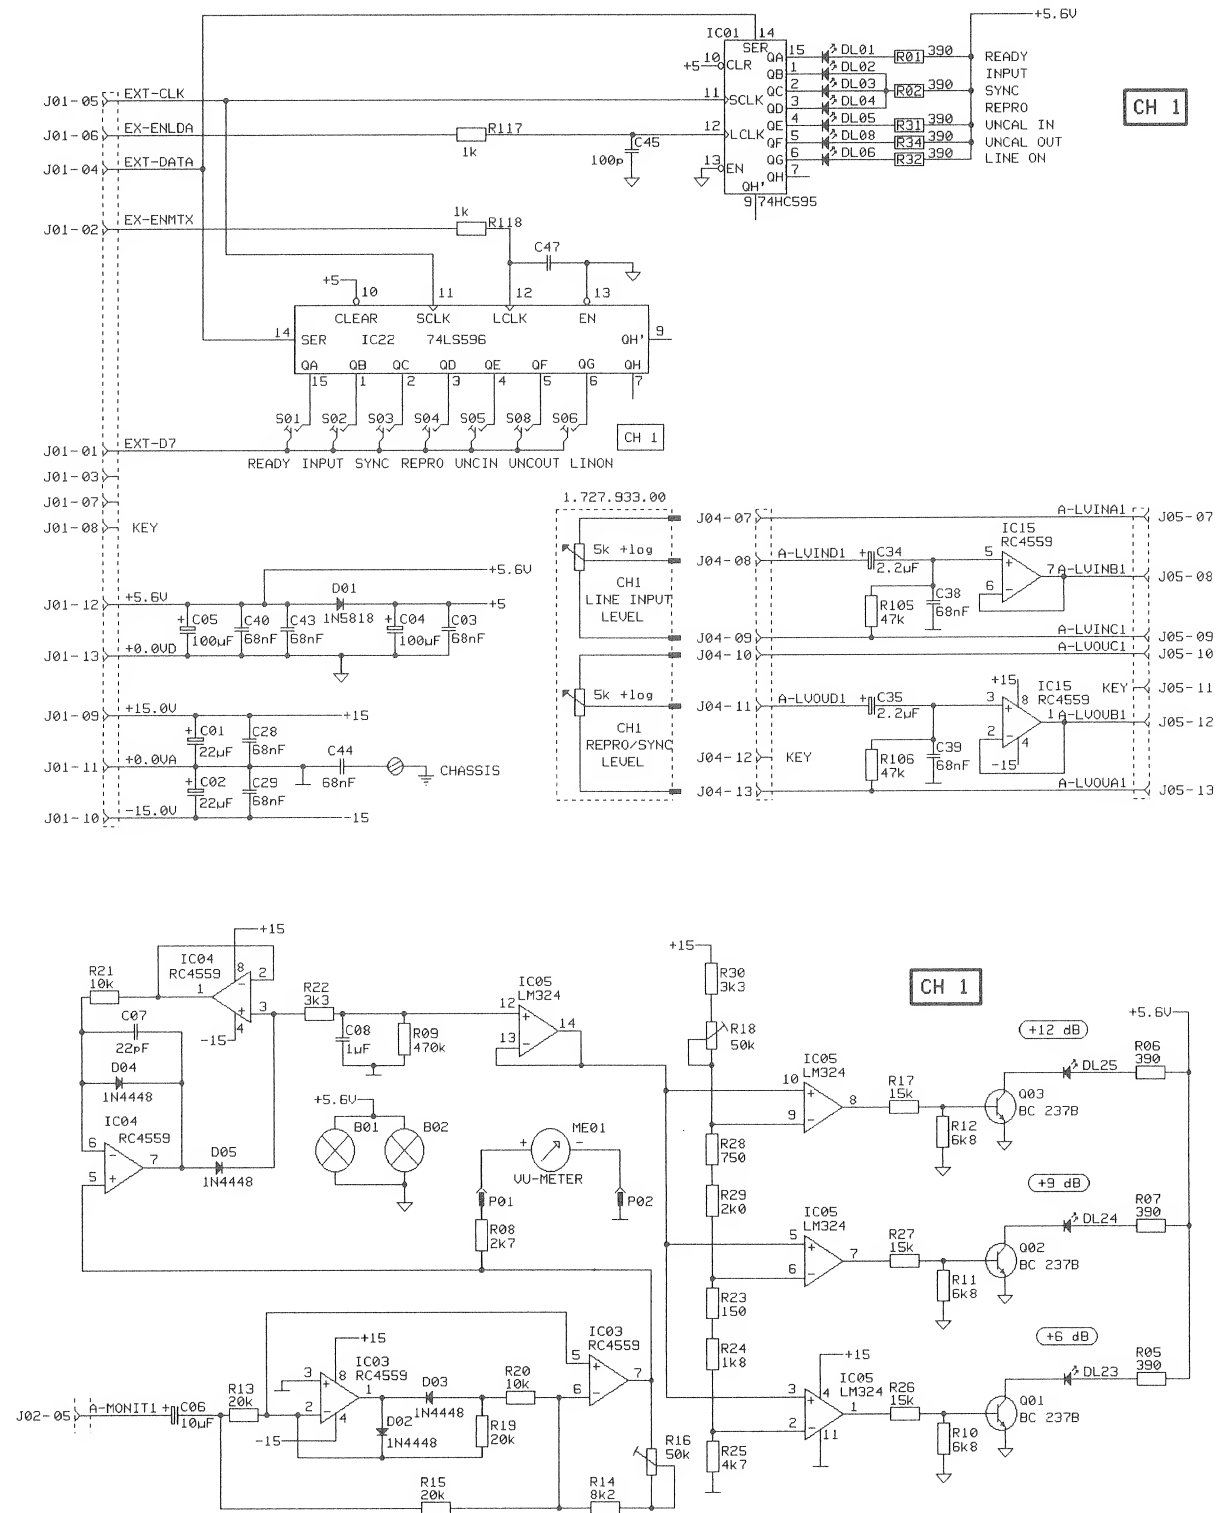 +5.6V
IC01
14
SER
+5
10
CLR
QA 15 DL01 R01 390 READY
QB 1 DL02 INPUT
QC 2 DL03 R02 390 SYNC
QD 3 DL04 REPRO
QE 4 DL05 R31 390 UNCAL IN
QF 5 DL08 R34 390 UNCAL OUT
QG 6 DL06 R32 390 LINE ON
QH 7
QH'
9 74HC595
11 SCLK
12 LCLK
13 EN
CH 1
J01-05 EXT-CLK
J01-06 EX-ENLDA
R117
1k
C45
100p
J01-04 EXT-DATA
J01-02 EX-ENMTX
1k
R118
C47
+5
10 11 12 13
CLEAR SCLK LCLK EN
14 SER IC22 74LS596 QH' 9
QA QB QC QD QE QF QG QH
15 1 2 3 4 5 6 7
S01 S02 S03 S04 S05 S08 S06
CH 1
J01-01 EXT-D7
READY INPUT SYNC REPRO UNCIN UNCOUT LINON
J01-03
J01-07
J01-08 KEY
+5.6V
D01
J01-12 +5.6V 1N5818 +5
+ C05 100µF
C40 68nF
C43 68nF
+ C04 100µF
C03 68nF
J01-13 +0.0VD
J01-09 +15.0V +15
+ C01 22µF
C28 68nF
C44
68nF
J01-11 +0.0VA CHASSIS
+ C02 22µF
C29 68nF
J01-10 -15.0V -15
1.727.933.00
5k +log
CH1
LINE INPUT
LEVEL
5k +log
CH1
REPRO/SYNC
LEVEL
J04-07 A-LVINA1 J05-07
IC15
RC4559
J04-08 A-LVIND1 + C34 2.2µF 5 + 6 - 7 A-LVINB1 J05-08
R105
47k
C38
68nF
J04-09 A-LVINC1 J05-09
J04-10 A-LVOUC1 J05-10
+15
IC15
RC4559
KEY J05-11
J04-11 A-LVOUD1 + C35 2.2µF 3 + 8 2 - 4 1 A-LVOUB1 J05-12
-15
J04-12 KEY
R106
47k
C39
68nF
J04-13 A-LVOUA1 J05-13
+15
IC04
RC4559
R21
10k
1 8 - 2 + 3 4
-15
C07
22pF
D04
1N4448
IC04
RC4559
6 - 5 + 7
D05
1N4448
R22
3k3
C08
1µF
R09
470k
IC05
LM324
12 + 13 - 14
+5.6V
B01 B02
ME01
+ -
VU-METER
P01 P02
R08
2k7
+15
R30
3k3
R18
50k
R28
750
R29
2k0
R23
150
R24
1k8
R25
4k7
CH 1
+5.6V
+12 dB
IC05
LM324
10 + 9 - 8
R17
15k
R12
6k8
Q03
BC 237B
DL25
R06
390
+9 dB
IC05
LM324
5 + 6 - 7
R27
15k
R11
6k8
Q02
BC 237B
DL24
R07
390
+6 dB
+15
IC05
LM324
3 + 4 2 - 11 1
R26
15k
R10
6k8
Q01
BC 237B
DL23
R05
390
J02-05 A-MONIT1 + C06 10µF
R13
20k
+15
IC03
RC4559
3 + 8 2 - 4 1
-15
D03
1N4448
D02
1N4448
R19
20k
R20
10k
IC03
RC4559
5 + 6 - 7
R16
50k
R15
20k
R14
8k2